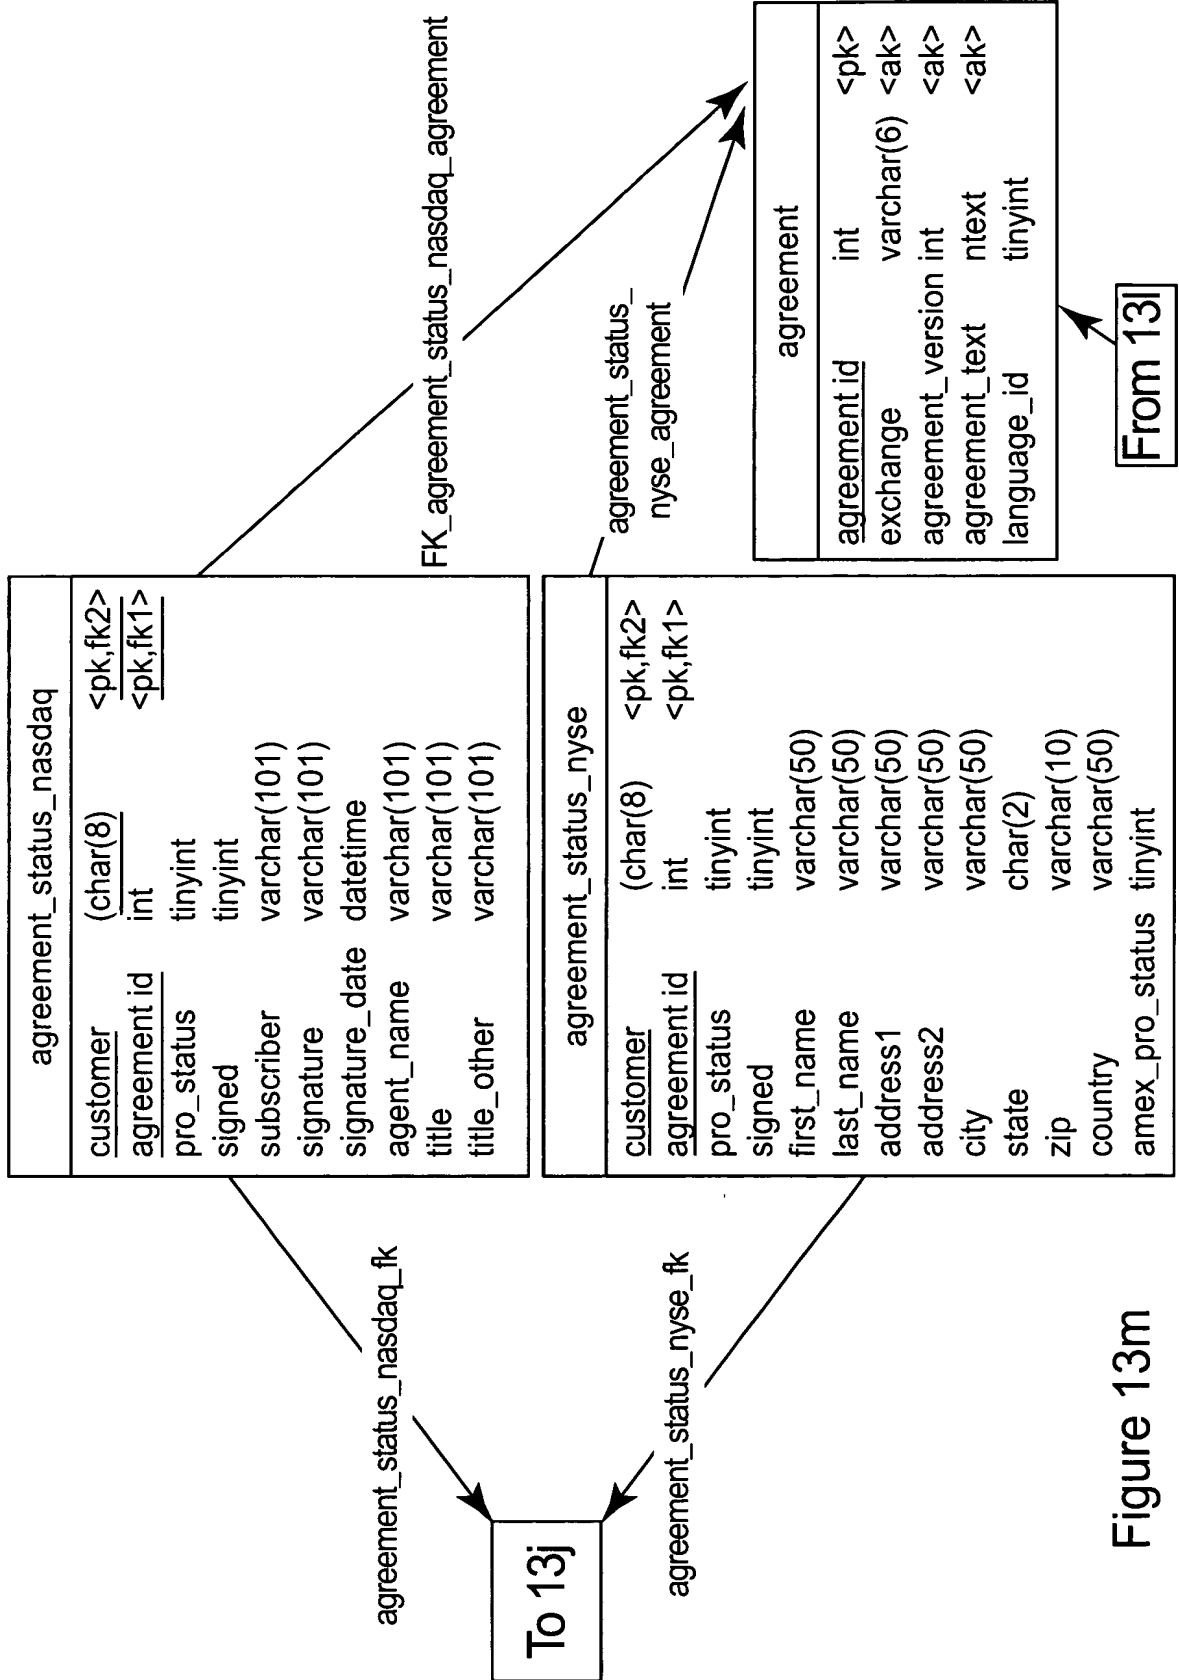 agreement_status_nasdaq
customer (char(8) <pk,fk2>
agreement id int <pk,fk1>
pro_status tinyint
signed tinyint
subscriber varchar(101)
signature varchar(101)
signature_date datetime
agent_name varchar(101)
title varchar(101)
title_other varchar(101)
agreement_status_nasdaq_fk
FK_agreement_status_nasdaq_agreement
To 13j
agreement_status_nyse
customer (char(8) <pk,fk2>
agreement id int <pk,fk1>
pro_status tinyint
signed tinyint
first_name varchar(50)
last_name varchar(50)
address1 varchar(50)
address2 varchar(50)
city varchar(50)
state char(2)
zip varchar(10)
country varchar(50)
amex_pro_status tinyint
agreement_status_nyse_fk
agreement_status_
nyse_agreement
agreement
agreement id int <pk>
exchange varchar(6) <ak>
agreement_version int <ak>
agreement_text ntext <ak>
language_id tinyint
From 13l
Figure 13m